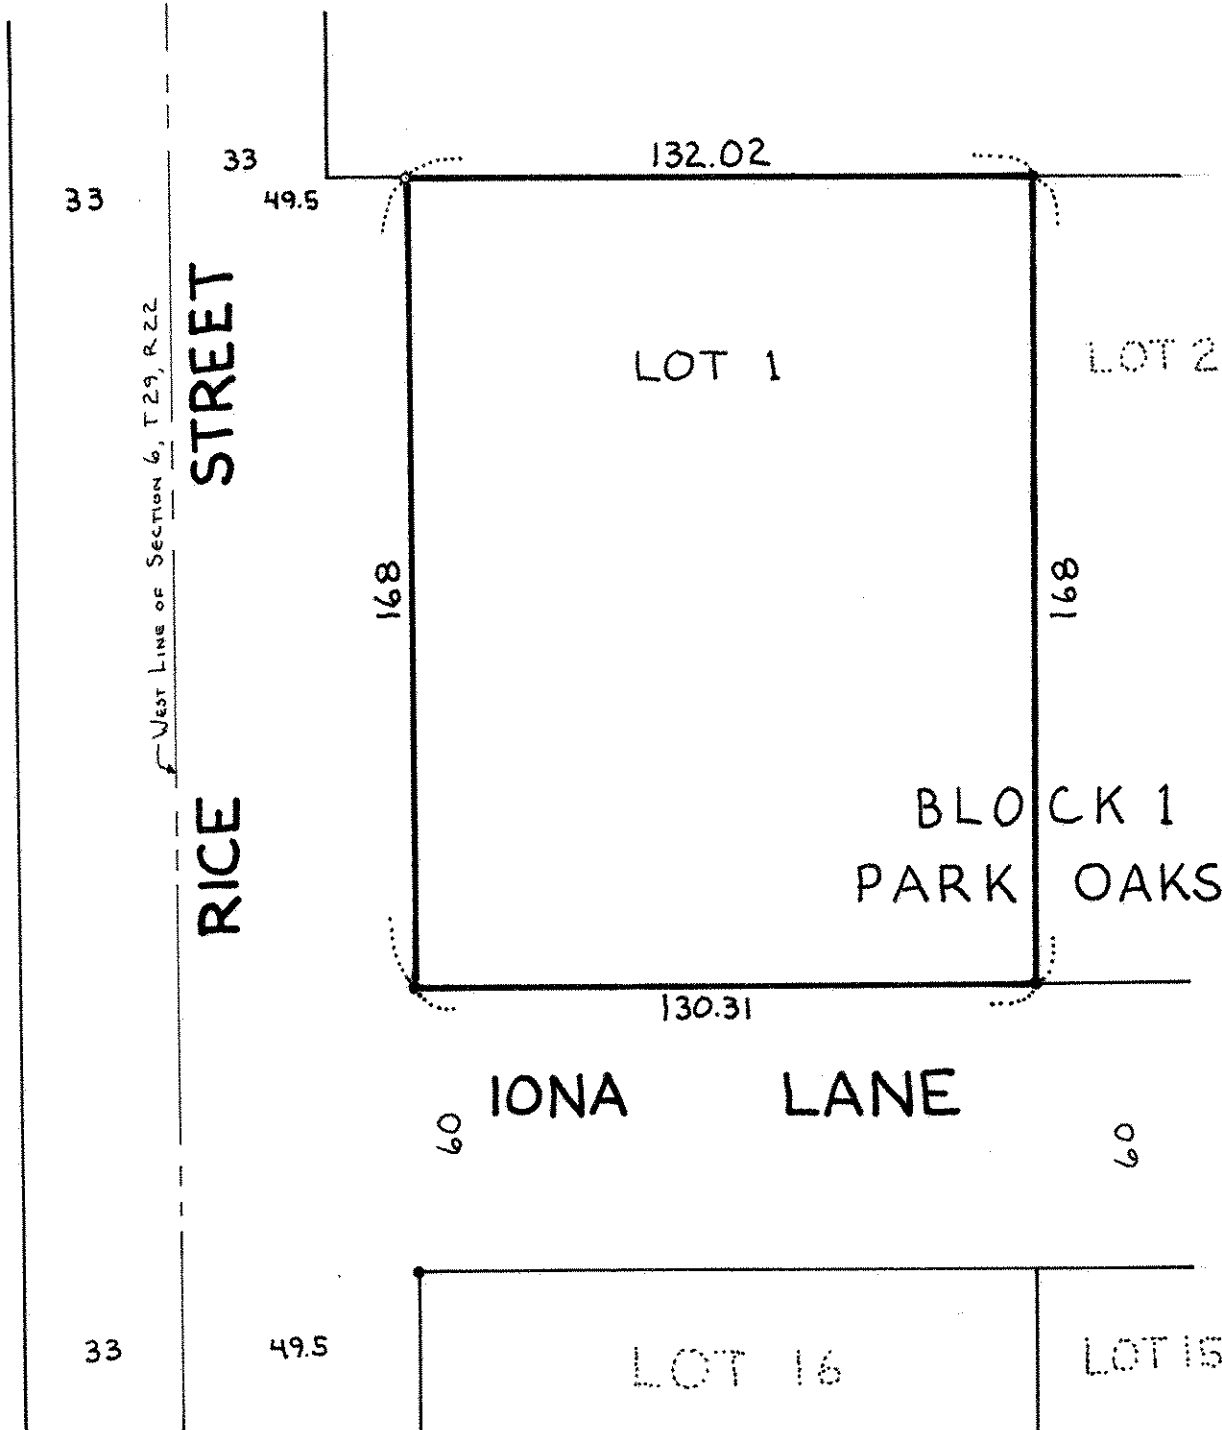 132.02
33
33
49.5
STREET
West Line of Section 6, T29, R22
LOT 1
LOT 2
168
168
RICE
BLOCK 1
PARK OAKS
130.31
IONA LANE
60
60
33
49.5
LOT 16
LOT 15